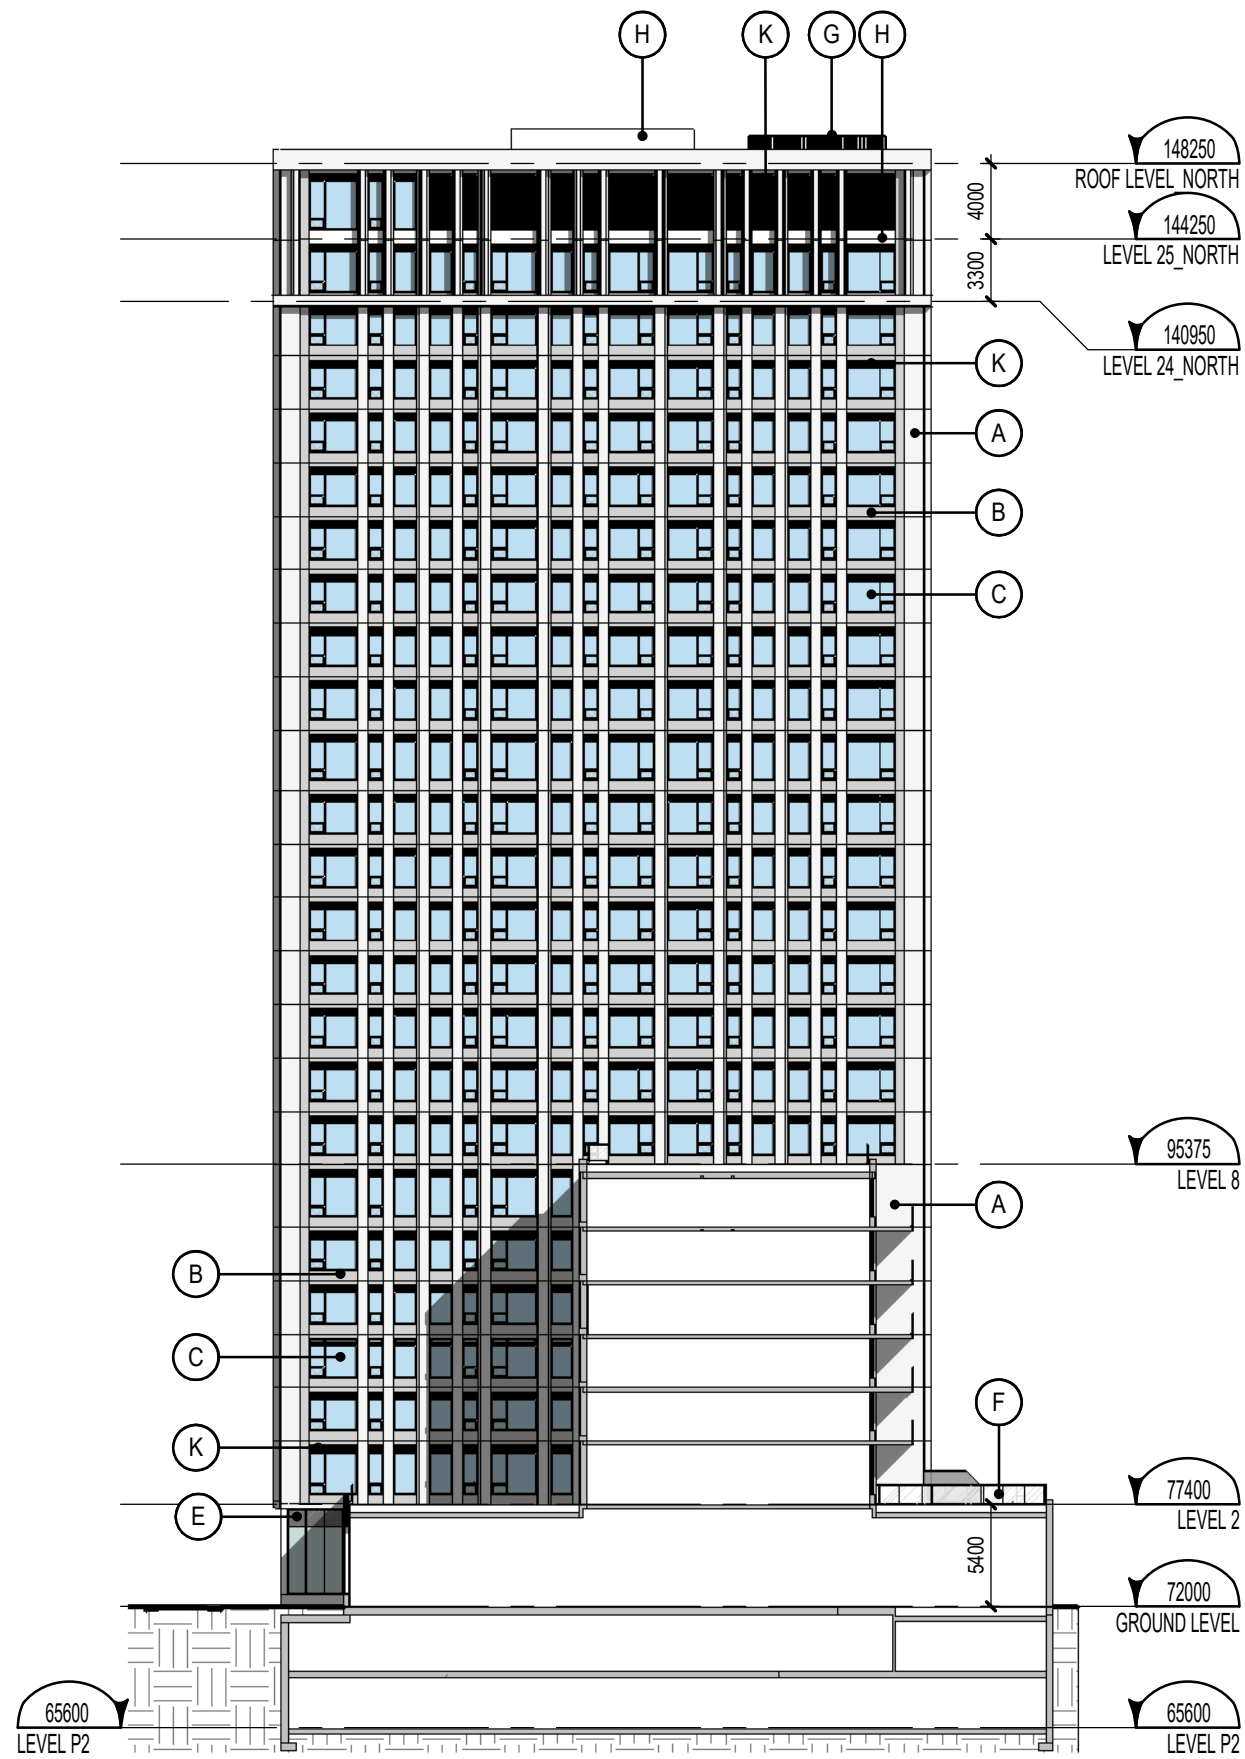 H K G H
148250
ROOF LEVEL_NORTH
4000
144250
LEVEL 25_NORTH
3300
140950
LEVEL 24_NORTH
K
A
B
C
95375
LEVEL 8
A
B
C
F
K
77400
LEVEL 2
E
5400
72000
GROUND LEVEL
65600
LEVEL P2
65600
LEVEL P2